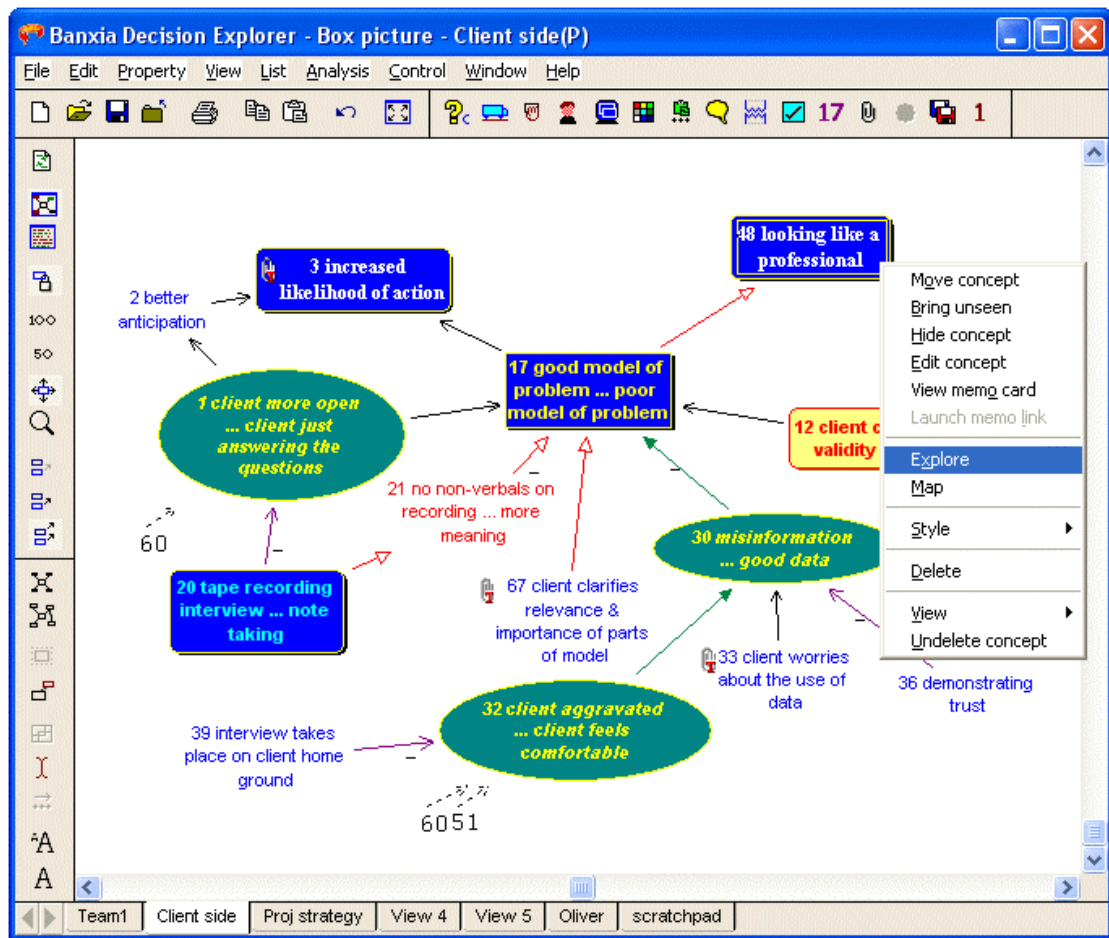 Banxia Decision Explorer - Box picture - Client side(P)
File Edit Property View List Analysis Control Window Help
17 1
100
50
A
A
48 looking like a
professional
3 increased
likelihood of action
2 better
anticipation
17 good model of
problem ... poor
model of problem
1 client more open
... client just
answering the
questions
12 client
validity
21 no non-verbals on
recording ... more
meaning
60
30 misinformation
... good data
20 tape recording
interview ... note
taking
67 client clarifies
relevance &
importance of parts
of model
33 client worries
about the use of
data
36 demonstrating
trust
32 client aggravated
... client feels
comfortable
39 interview takes
place on client home
ground
60 51
Move concept
Bring unseen
Hide concept
Edit concept
View memo card
Launch memo link
Explore
Map
Style
Delete
View
Undelete concept
Team1 Client side Proj strategy View 4 View 5 Oliver scratchpad